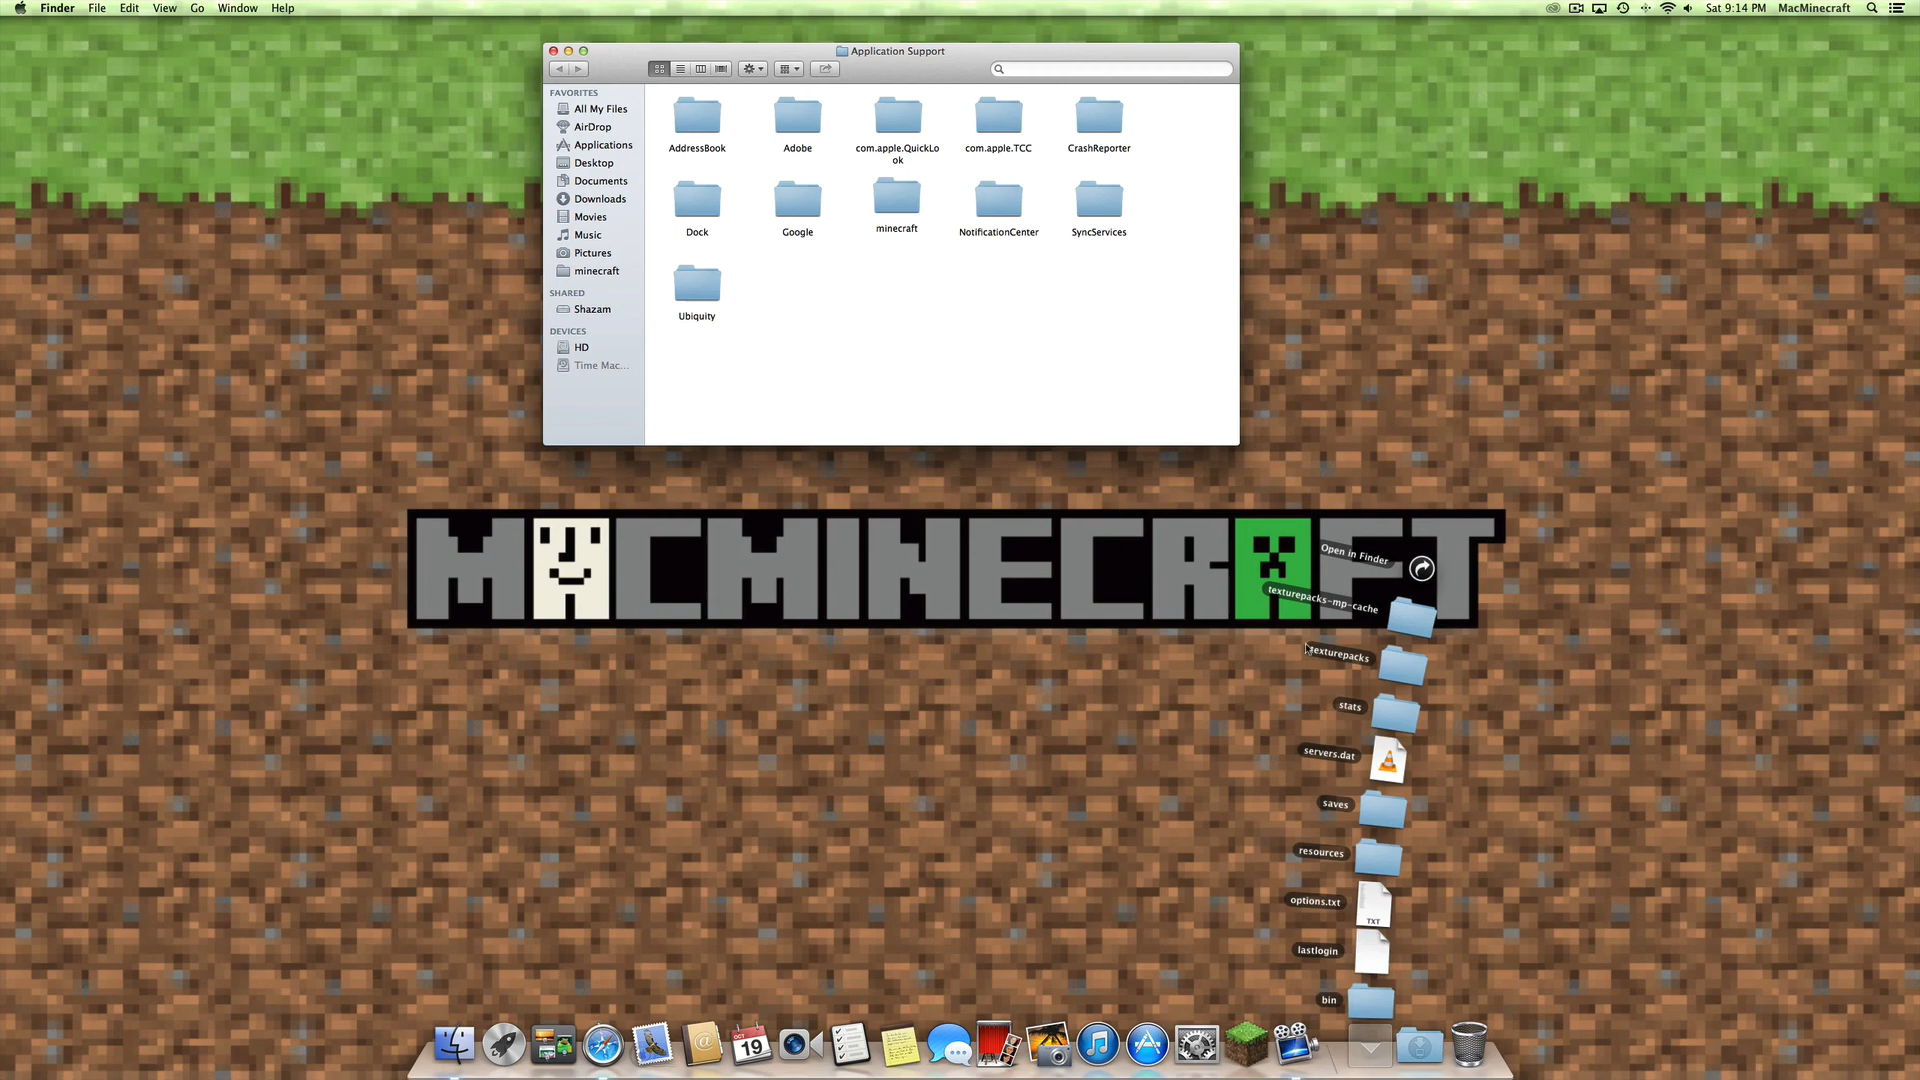 Finder File Edit View Go Window Help
Sat 9:14 PM MacMinecraft
Application Support
FAVORITES
All My Files
AirDrop
Applications
Desktop
Documents
Downloads
Movies
Music
Pictures
minecraft
SHARED
Shazam
DEVICES
HD
Time Mac...
AddressBook Adobe com.apple.QuickLo
ok com.apple.TCC CrashReporter
Dock Google minecraft NotificationCenter SyncServices
Ubiquity
MACMINECRAFT
Open in Finder
texturepacks-mp-cache
texturepacks
stats
servers.dat
saves
resources
options.txt
TXT
lastlogin
bin
OCT
19